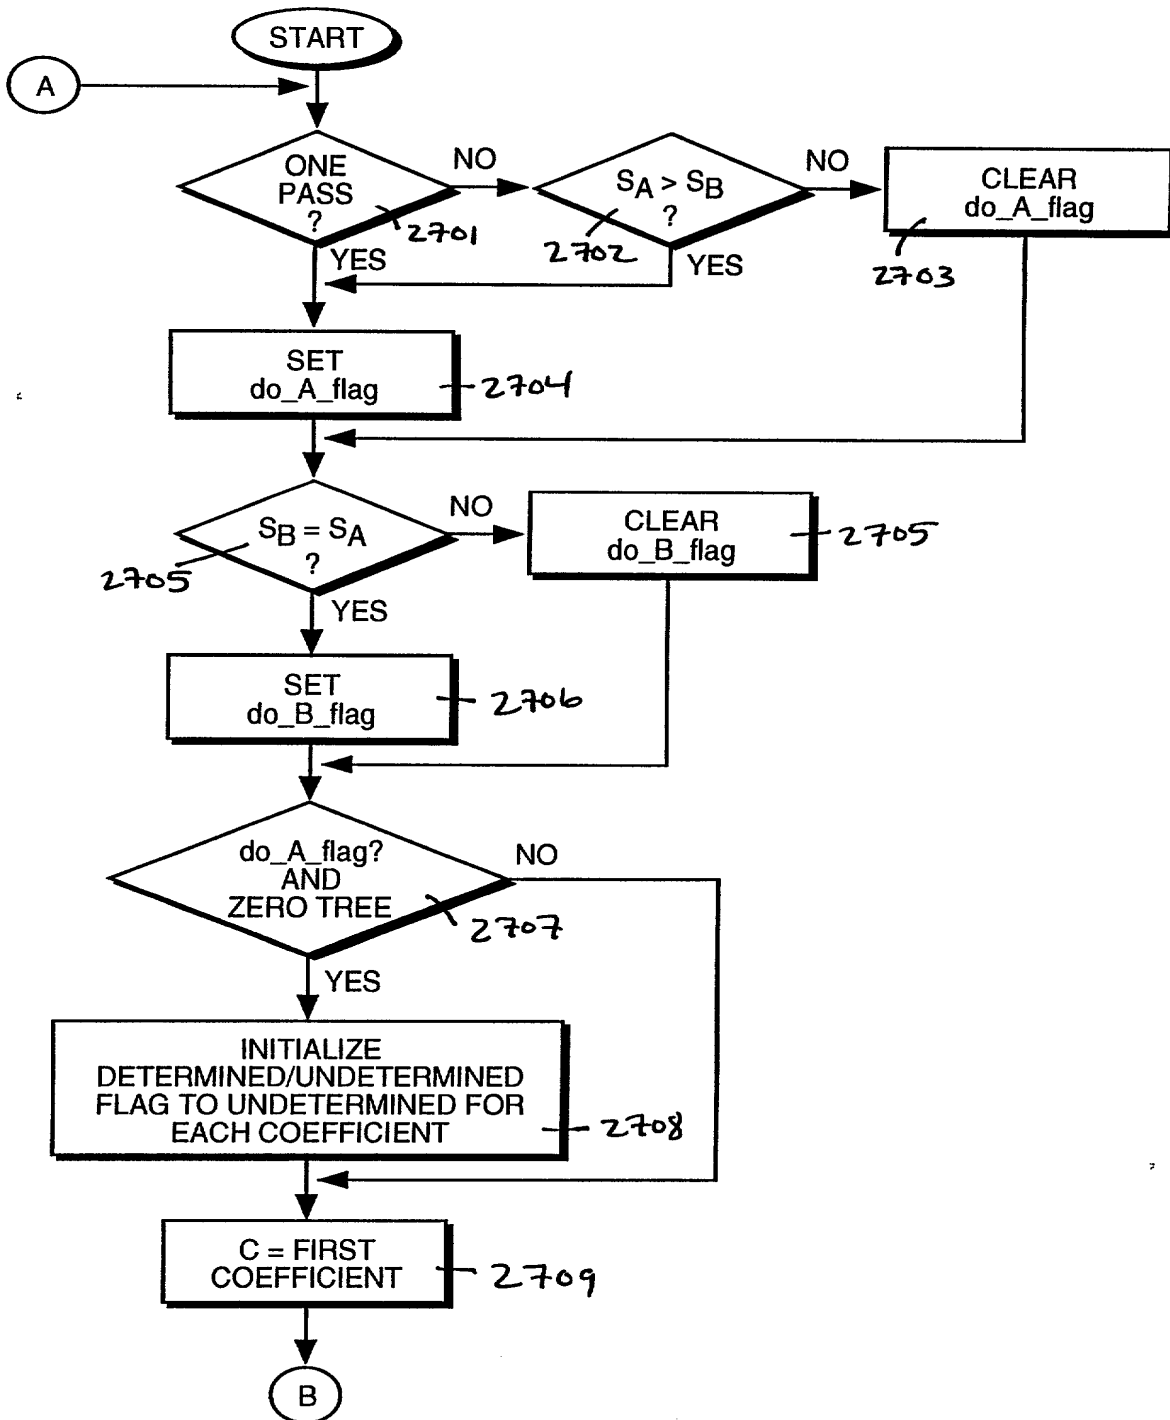 START
A
ONE
PASS
?
2701
NO
YES
SA > SB
?
2702
NO
YES
CLEAR
do_A_flag
2703
SET
do_A_flag
2704
SB = SA
?
2705
NO
YES
CLEAR
do_B_flag
2705
SET
do_B_flag
2706
do_A_flag?
AND
ZERO TREE
2707
NO
YES
INITIALIZE
DETERMINED/UNDETERMINED
FLAG TO UNDETERMINED FOR
EACH COEFFICIENT
2708
C = FIRST
COEFFICIENT
2709
B